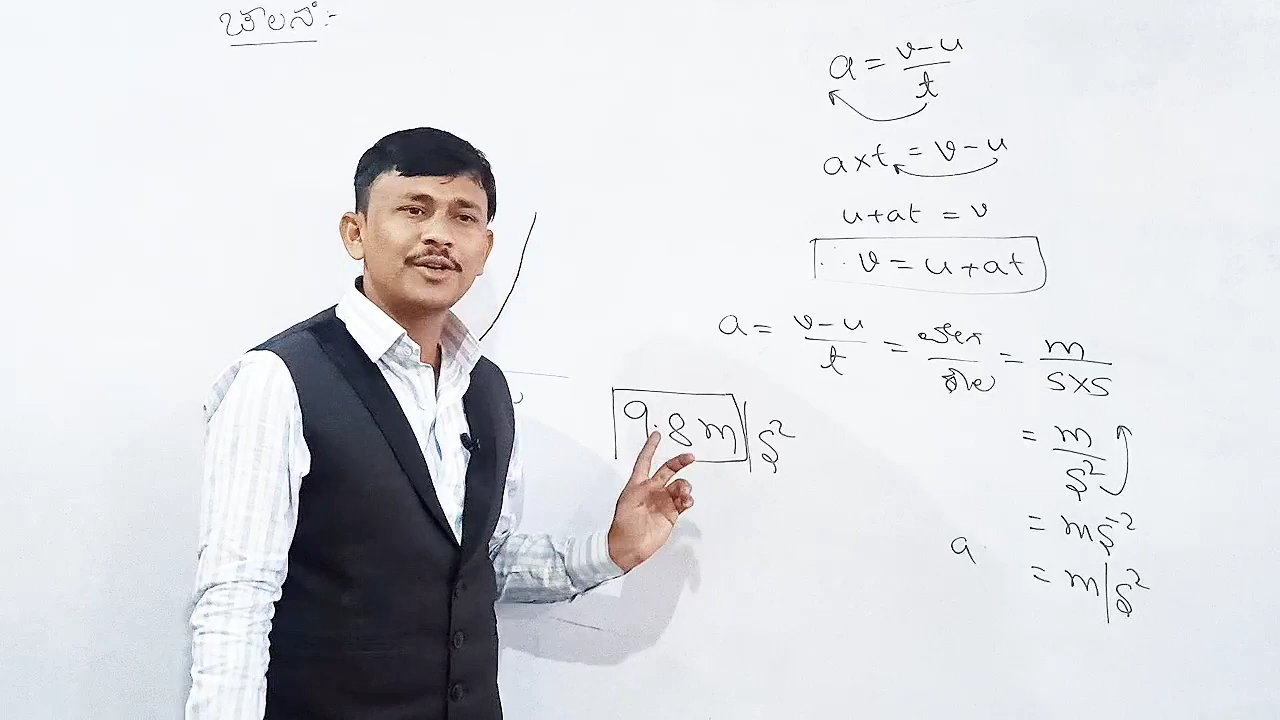 ಚಲನೆ:-
a = v-u/t
a×t = v-u
u+at = v
∴ v = u+at
a = v-u/t = ವೇಗ/ಕಾಲ = m/s×s
9.8 m/s²
= m/s²
= ms⁻²
a = m/s²